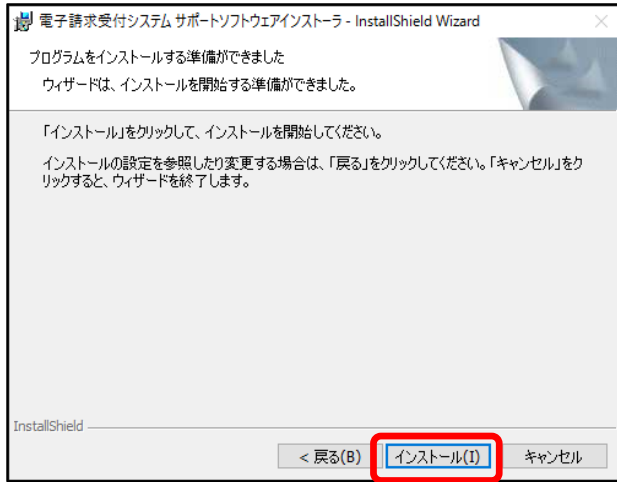 電子請求受付システム サポートソフトウェアインストーラ - InstallShield Wizard
プログラムをインストールする準備ができました
ウィザードは、インストールを開始する準備ができました。
「インストール」をクリックして、インストールを開始してください。
インストールの設定を参照したり変更する場合は、「戻る」をクリックしてください。「キャンセル」をク
リックすると、ウィザードを終了します。
InstallShield
< 戻る(B) インストール(I) キャンセル